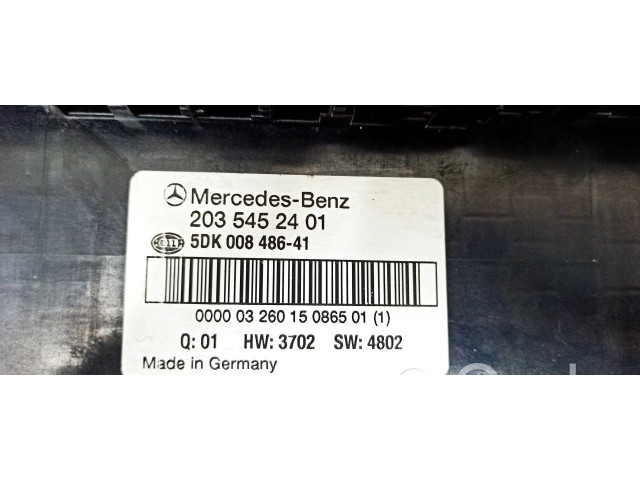 Mercedes-Benz
203 545 24 01
5DK 008 486-41
0000 03 260 15 0865 01 (1)
Q: 01 HW: 3702 SW: 4802
Made in Germany